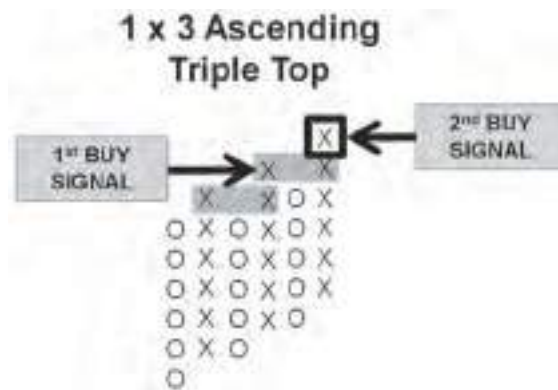 1 x 3 Ascending
Triple Top
X
2nd BUY
SIGNAL
1st BUY
SIGNAL
X X
X X O X
O X O X O X
O X O X O X
O X O X O X
O X O X O
O X O
O